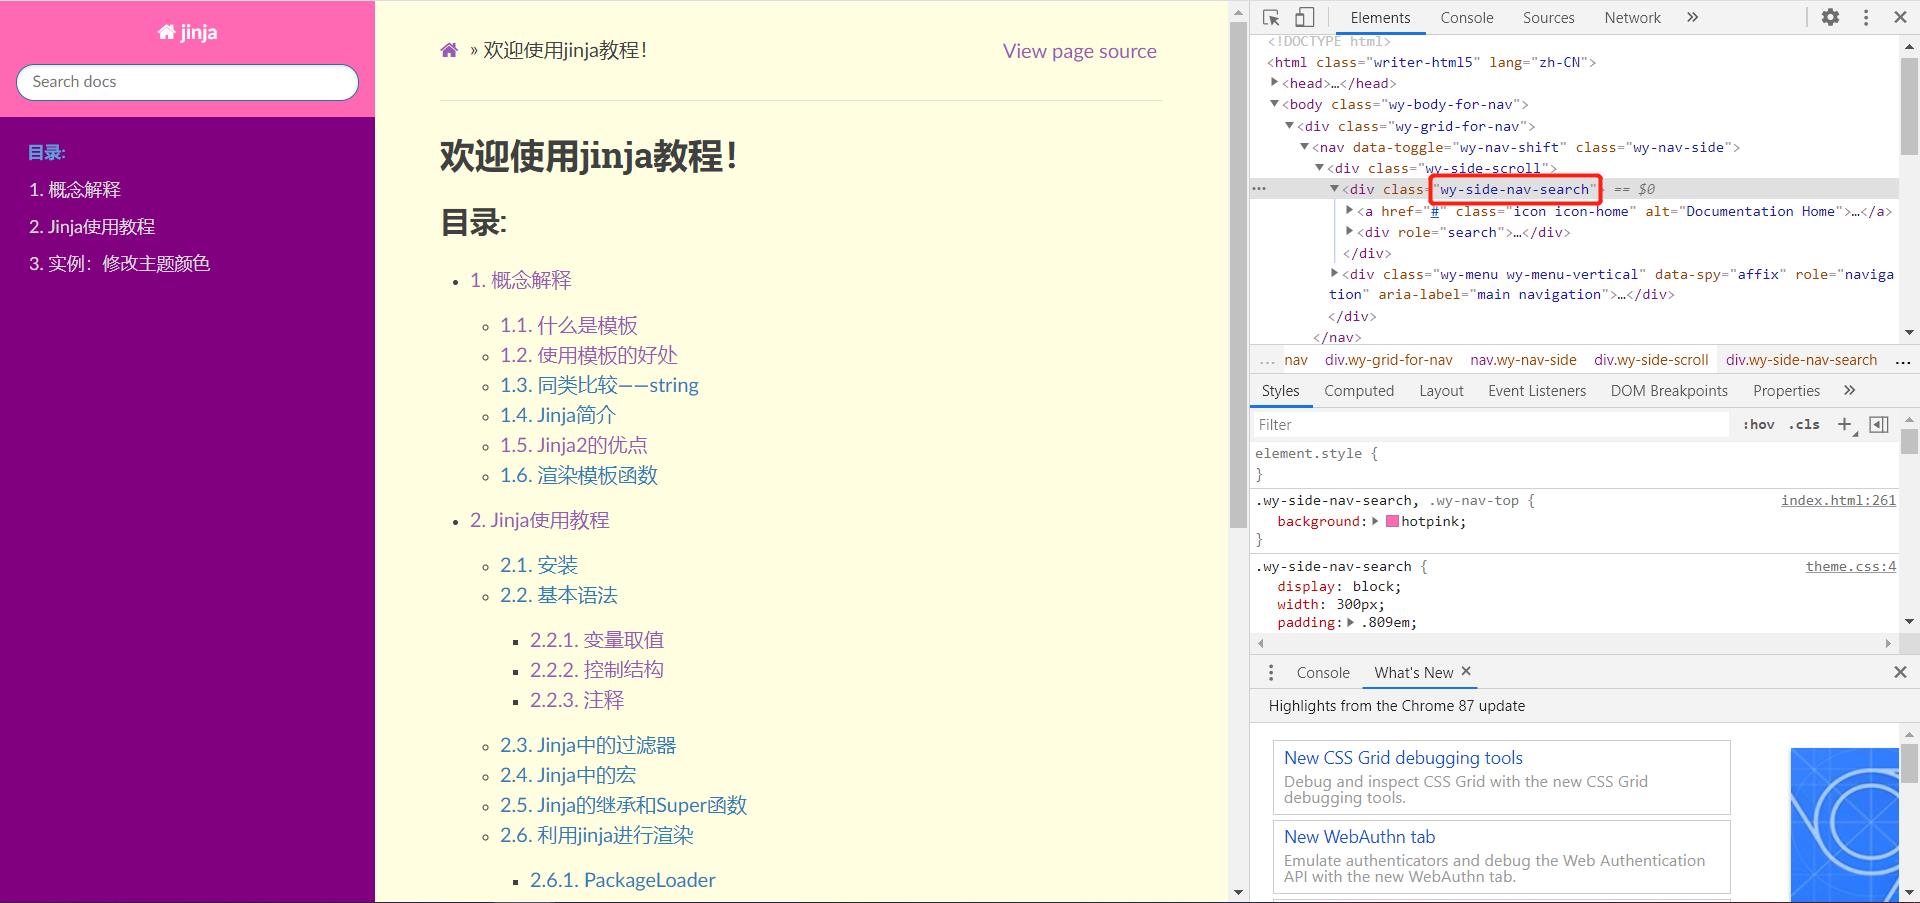 jinja
Search docs
目录:
1. 概念解释
2. Jinja使用教程
3. 实例：修改主题颜色
» 欢迎使用jinja教程！
View page source
欢迎使用jinja教程！
目录:
1. 概念解释
1.1. 什么是模板
1.2. 使用模板的好处
1.3. 同类比较——string
1.4. Jinja简介
1.5. Jinja2的优点
1.6. 渲染模板函数
2. Jinja使用教程
2.1. 安装
2.2. 基本语法
2.2.1. 变量取值
2.2.2. 控制结构
2.2.3. 注释
2.3. Jinja中的过滤器
2.4. Jinja中的宏
2.5. Jinja的继承和Super函数
2.6. 利用jinja进行渲染
2.6.1. PackageLoader
Elements Console Sources Network »
<!DOCTYPE html>
<html class="writer-html5" lang="zh-CN">
<head>…</head>
<body class="wy-body-for-nav">
<div class="wy-grid-for-nav">
<nav data-toggle="wy-nav-shift" class="wy-nav-side">
<div class="wy-side-scroll">
<div class="wy-side-nav-search"> == $0
<a href="#" class="icon icon-home" alt="Documentation Home">…</a>
<div role="search">…</div>
</div>
<div class="wy-menu wy-menu-vertical" data-spy="affix" role="naviga
tion" aria-label="main navigation">…</div>
</div>
</nav>
... nav div.wy-grid-for-nav nav.wy-nav-side div.wy-side-scroll div.wy-side-nav-search ...
Styles Computed Layout Event Listeners DOM Breakpoints Properties »
Filter :hov .cls +
element.style {
}
.wy-side-nav-search, .wy-nav-top { index.html:261
background: hotpink;
}
.wy-side-nav-search { theme.css:4
display: block;
width: 300px;
padding: .809em;
Console What's New ×
Highlights from the Chrome 87 update
New CSS Grid debugging tools
Debug and inspect CSS Grid with the new CSS Grid
debugging tools.
New WebAuthn tab
Emulate authenticators and debug the Web Authentication
API with the new WebAuthn tab.